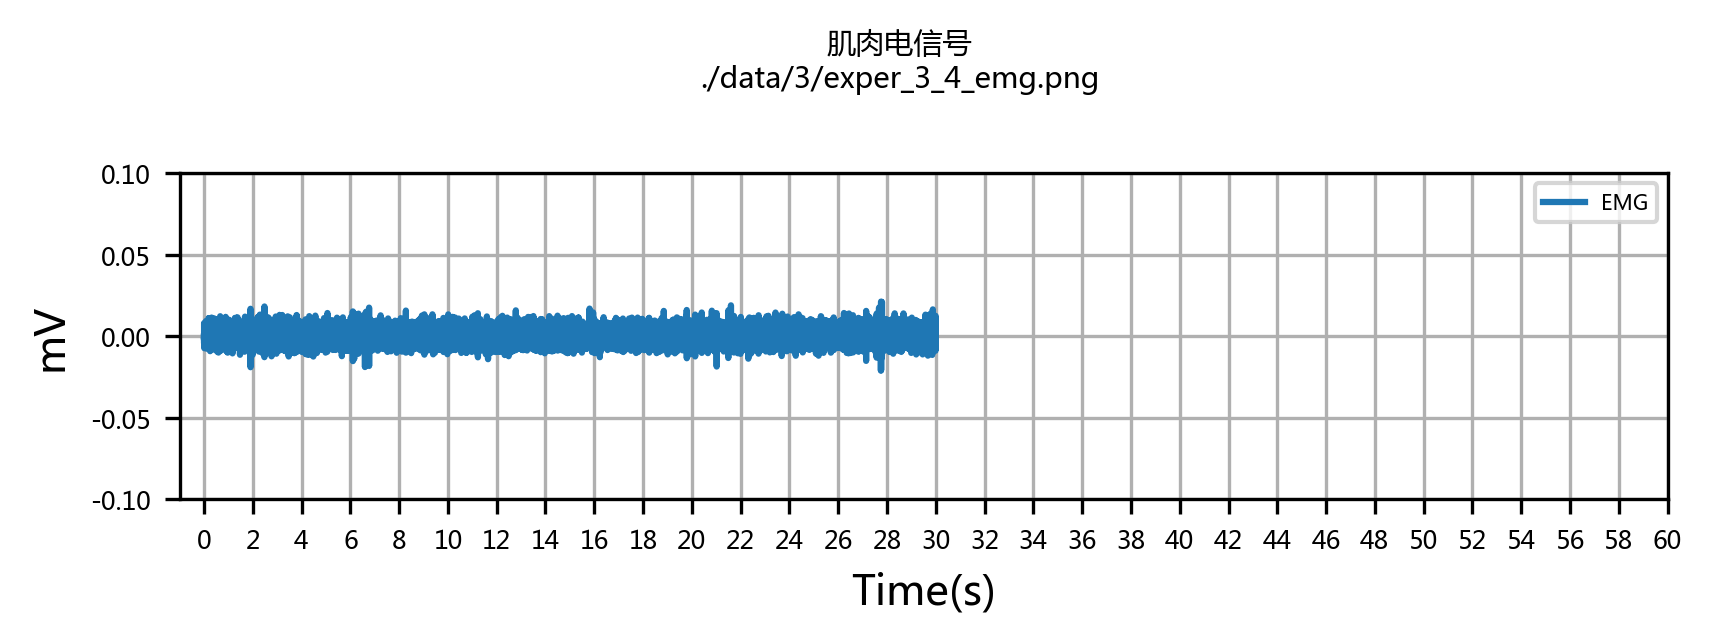 肌肉电信号
./data/3/exper_3_4_emg.png
0.10
0.05
0.00
-0.05
-0.10
mV
EMG
0 2 4 6 8 10 12 14 16 18 20 22 24 26 28 30 32 34 36 38 40 42 44 46 48 50 52 54 56 58 60
Time(s)